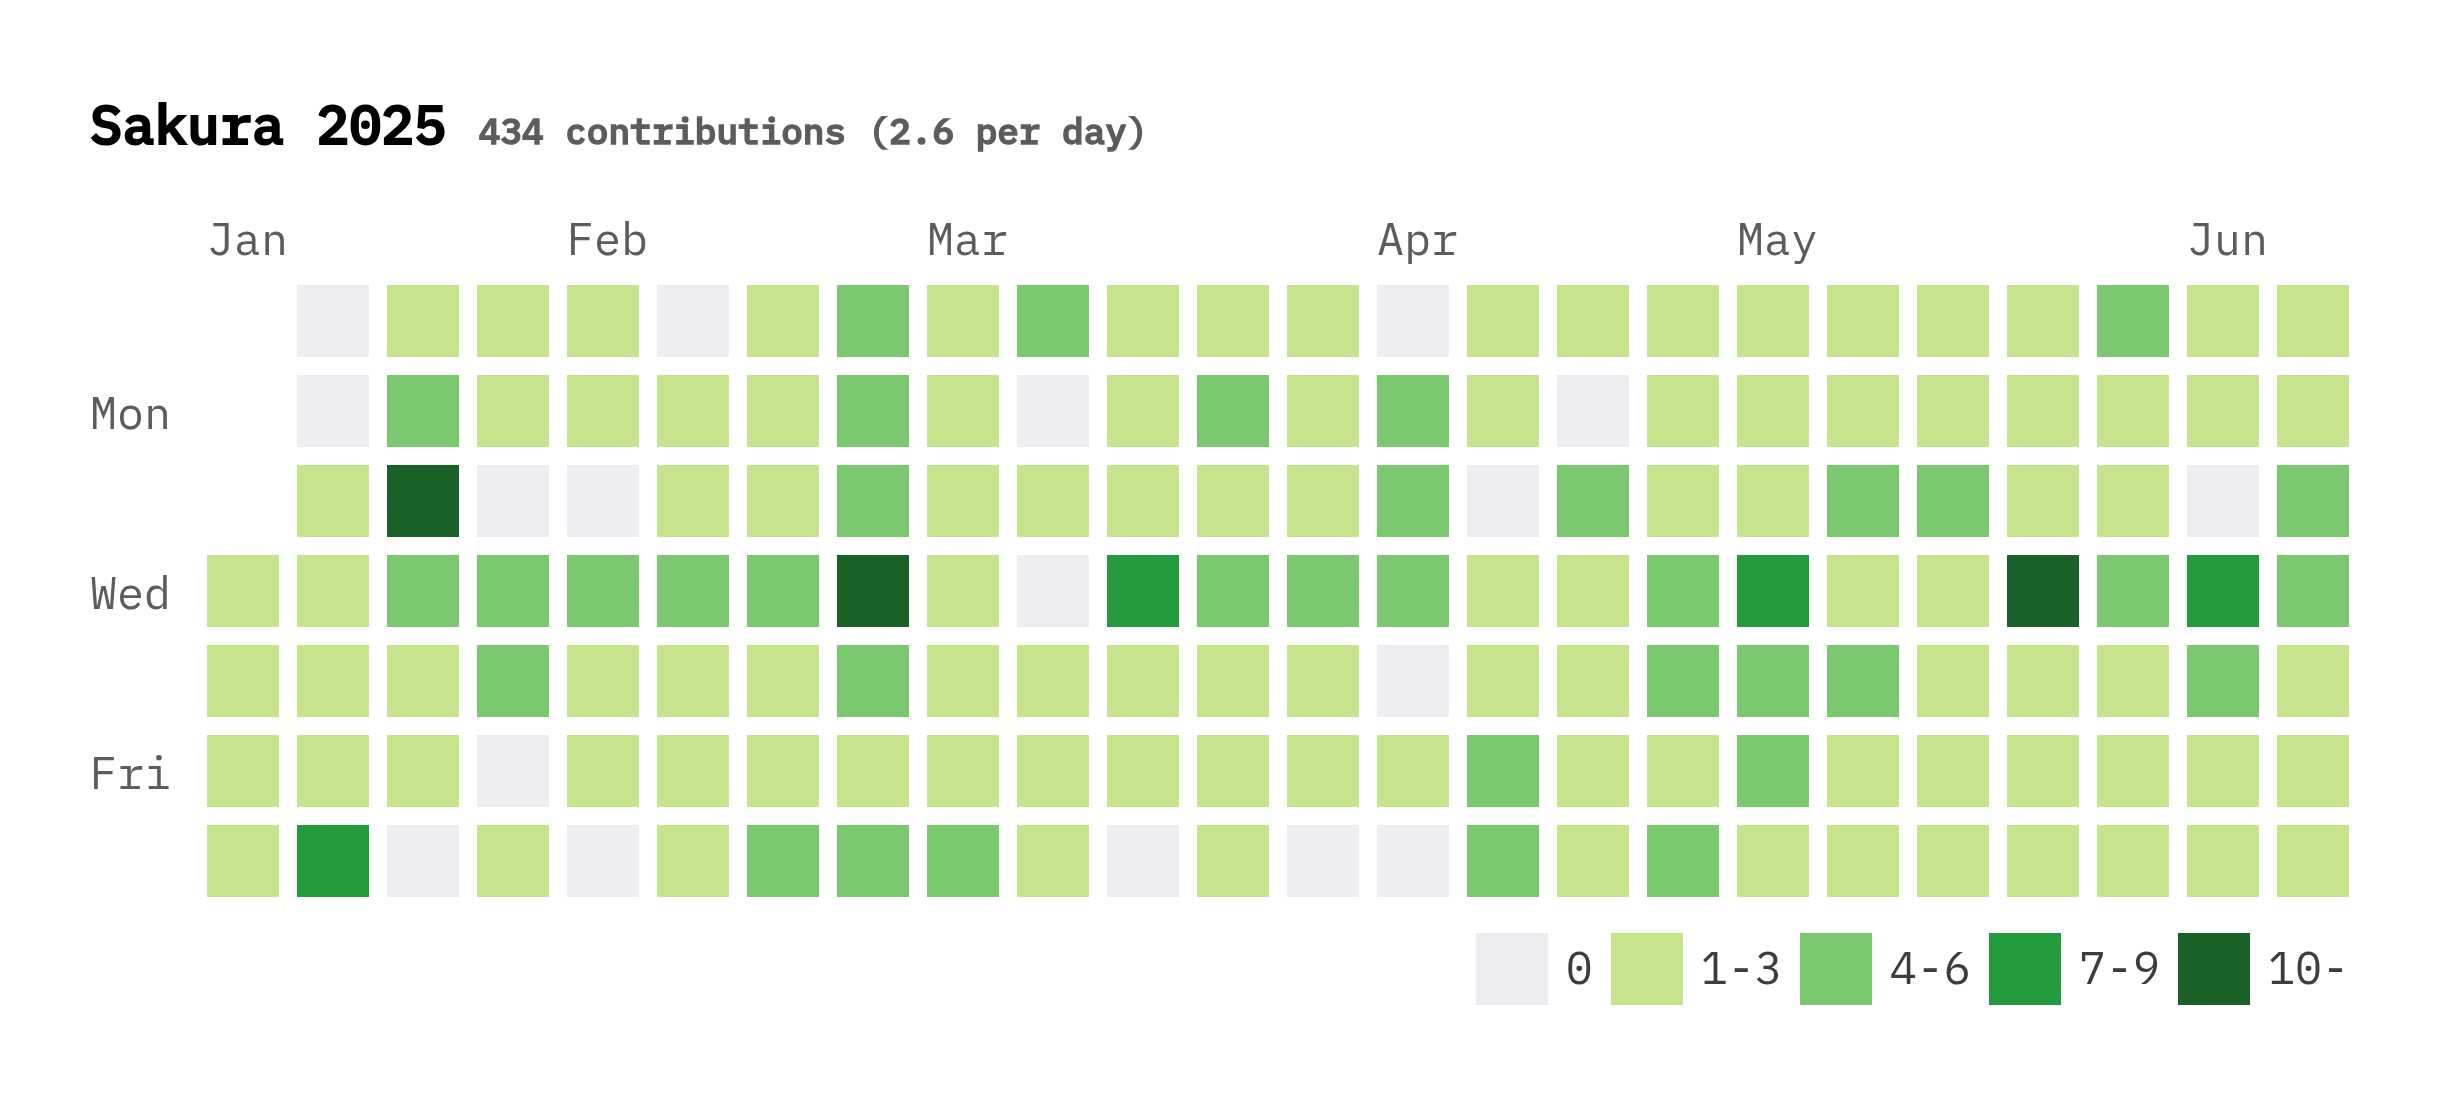 Sakura 2025 434 contributions (2.6 per day)
Jan Feb Mar Apr May Jun
Mon
Wed
Fri
0 1-3 4-6 7-9 10-